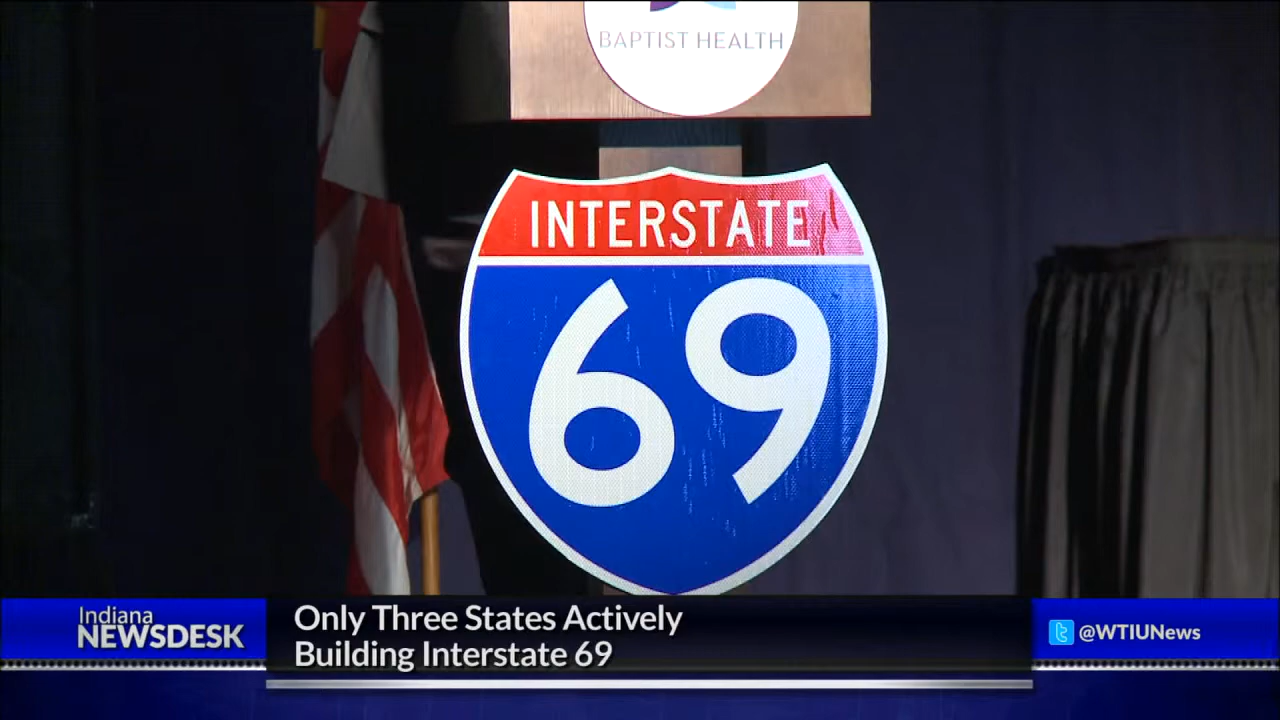 BAPTIST HEALTH
INTERSTATE
69
Indiana
NEWSDESK
Only Three States Actively
Building Interstate 69
@WTIUNews